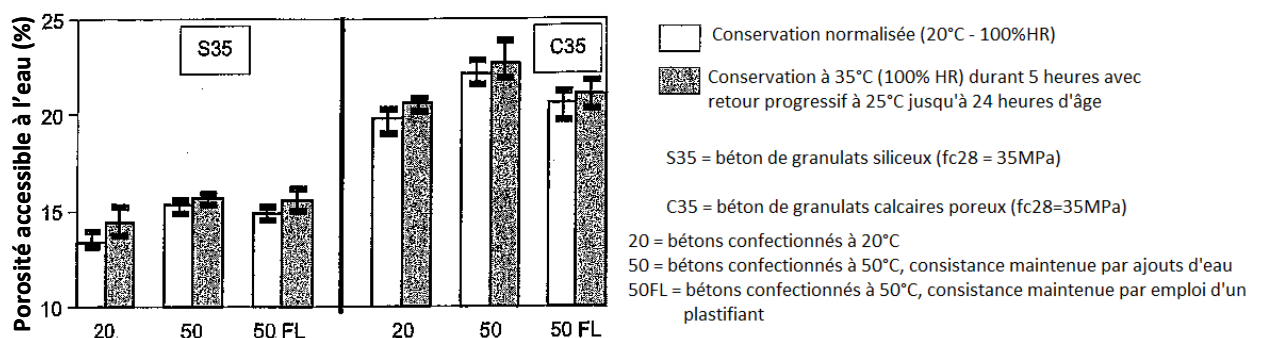 Porosité accessible à l'eau (%)
25
20
15
10
S35
C35
20
50
50 FL
20
50
50 FL
Conservation normalisée (20°C - 100%HR)
Conservation à 35°C (100% HR) durant 5 heures avec
retour progressif à 25°C jusqu'à 24 heures d'âge
S35 = béton de granulats siliceux (fc28 = 35MPa)
C35 = béton de granulats calcaires poreux (fc28=35MPa)
20 = bétons confectionnés à 20°C
50 = bétons confectionnés à 50°C, consistance maintenue par ajouts d'eau
50FL = bétons confectionnés à 50°C, consistance maintenue par emploi d'un
plastifiant